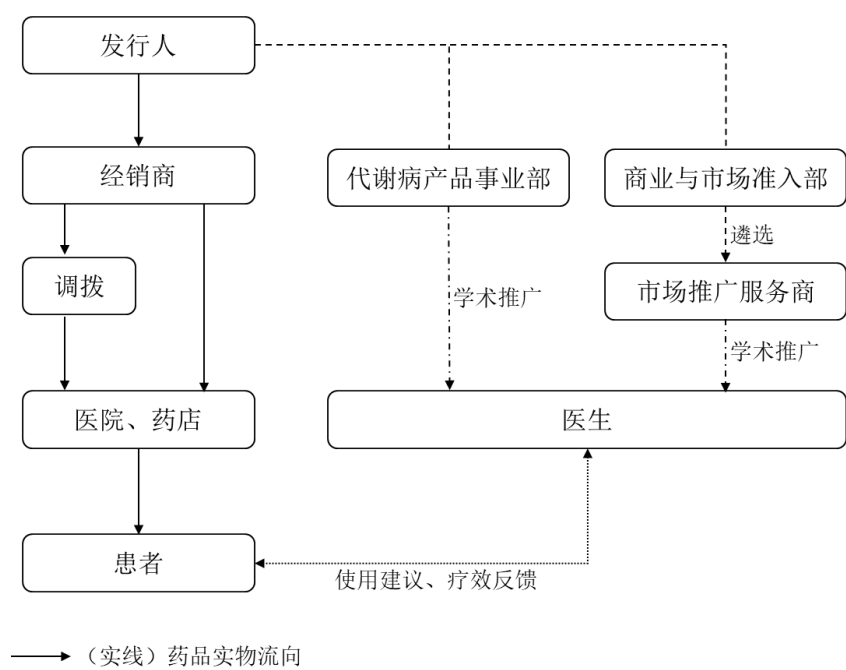 发行人
经销商
代谢病产品事业部
商业与市场准入部
遴选
调拨
市场推广服务商
学术推广
学术推广
医院、药店
医生
患者
使用建议、疗效反馈
（实线）药品实物流向